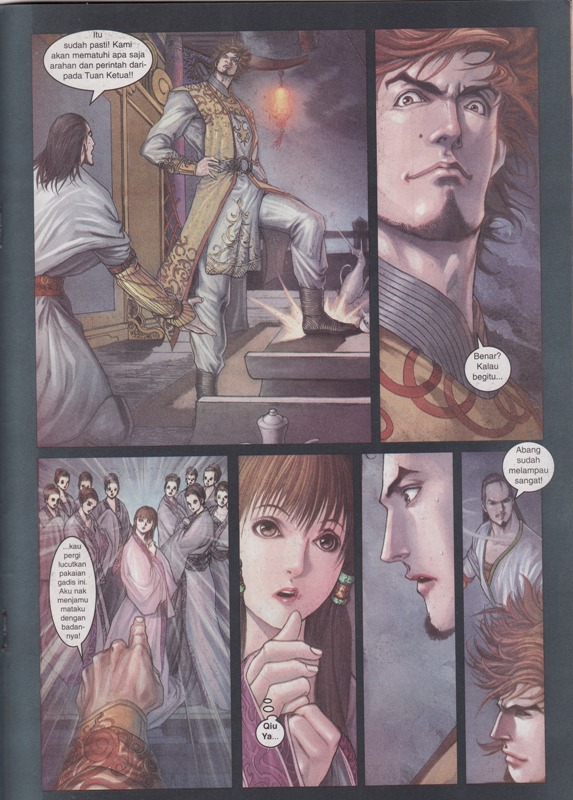 Itu
sudah pasti! Kami
akan mematuhi apa saja
arahan dan perintah dari-
pada Tuan Ketua!!
Benar?
Kalau
begitu...
...kau
pergi
lucutkan
pakaian
gadis ini.
Aku nak
menjamu
mataku
dengan
badan-
nya!
Qiu
Ya...
Abang
sudah
melampau
sangat!